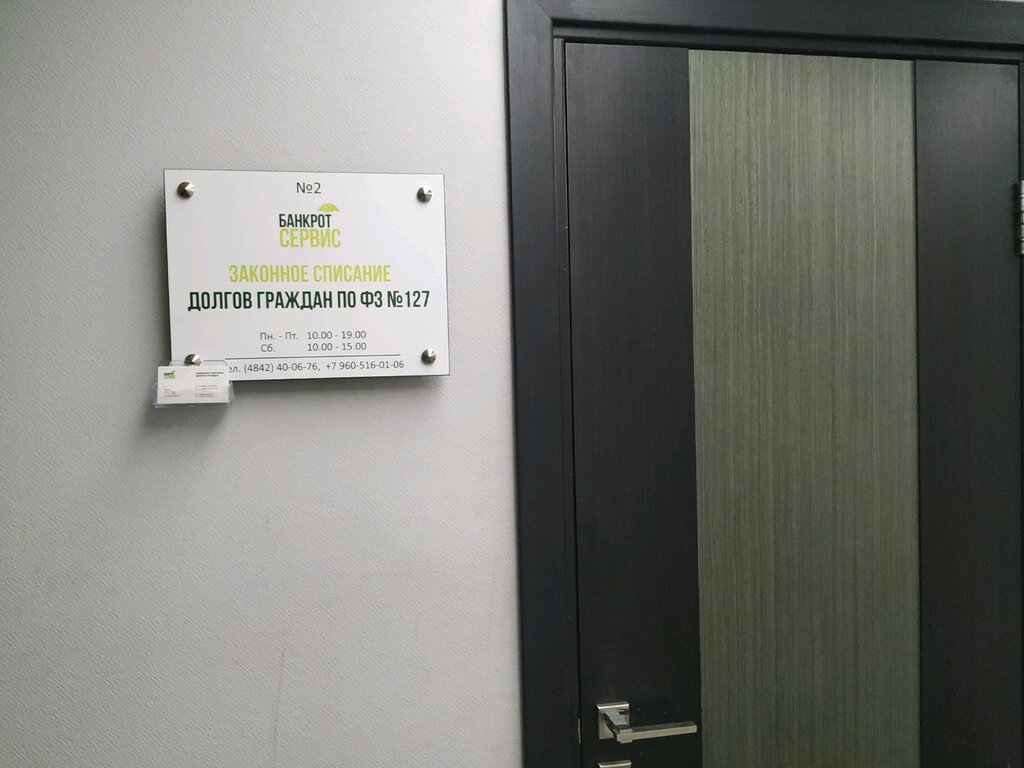 №2
БАНКРОТ
СЕРВИС
ЗАКОННОЕ СПИСАНИЕ
ДОЛГОВ ГРАЖДАН ПО ФЗ №127
Пн. - Пт. 10.00 - 19.00
Сб. 10.00 - 15.00
ел. (4842) 40-06-76, +7 960-516-01-06